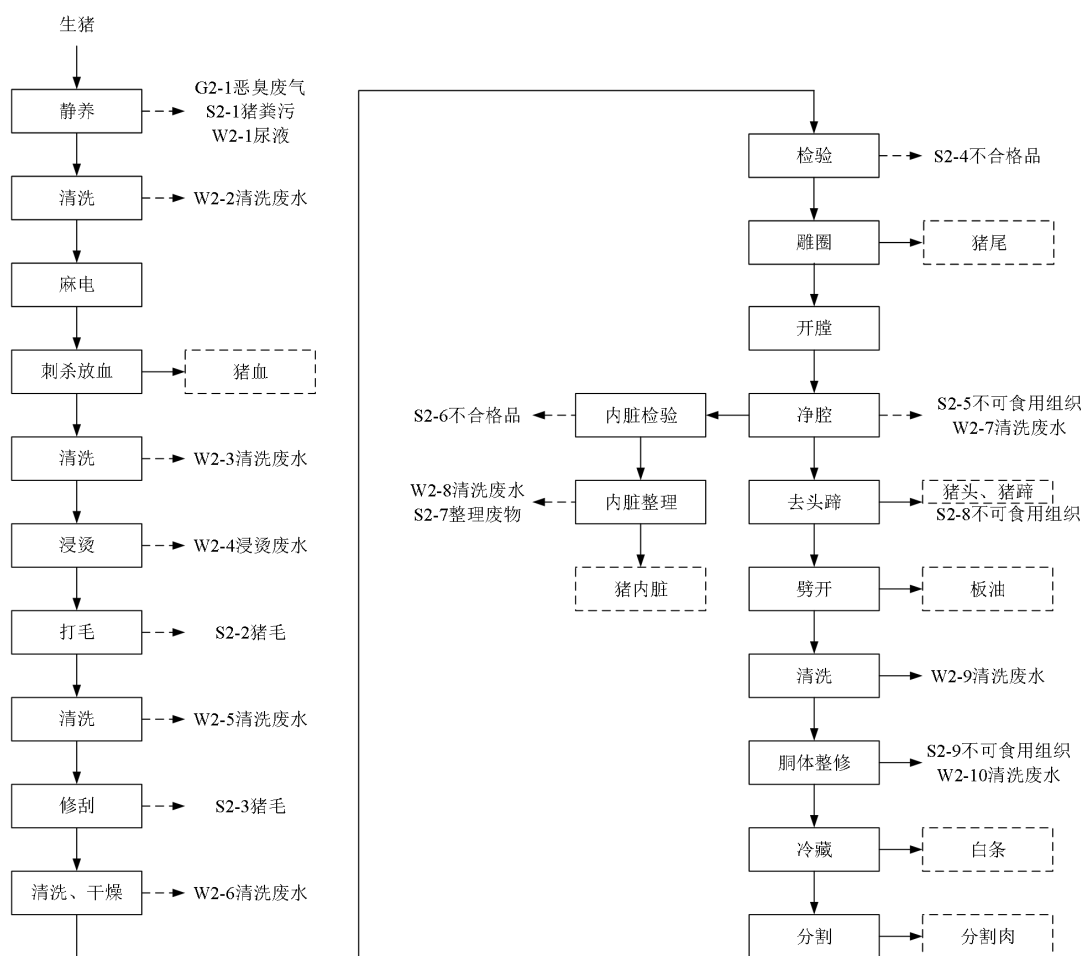 生猪
静养
G2-1恶臭废气
S2-1猪粪污
W2-1尿液
清洗
W2-2清洗废水
麻电
刺杀放血
猪血
清洗
W2-3清洗废水
浸烫
W2-4浸烫废水
打毛
S2-2猪毛
清洗
W2-5清洗废水
修刮
S2-3猪毛
清洗、干燥
W2-6清洗废水
检验
S2-4不合格品
雕圈
猪尾
开膛
净腔
S2-5不可食用组织
W2-7清洗废水
内脏检验
S2-6不合格品
内脏整理
W2-8清洗废水
S2-7整理废物
猪内脏
去头蹄
猪头、猪蹄
S2-8不可食用组织
劈开
板油
清洗
W2-9清洗废水
胴体整修
S2-9不可食用组织
W2-10清洗废水
冷藏
白条
分割
分割肉